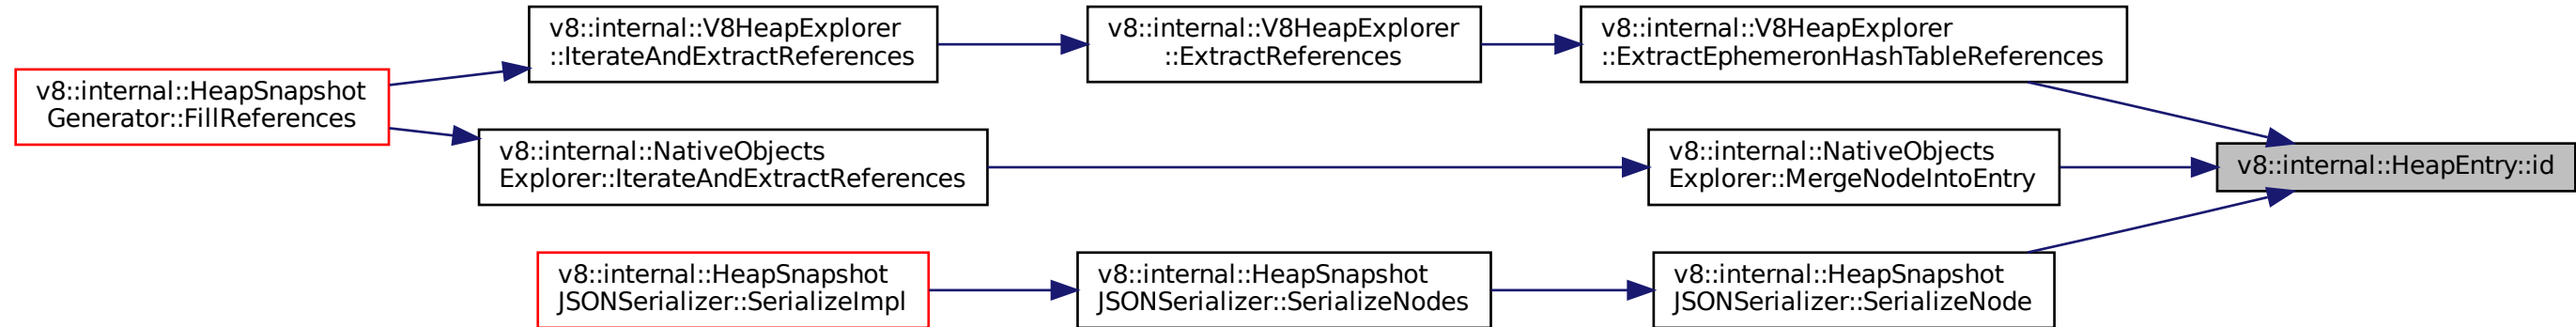 v8::internal::V8HeapExplorer
::IterateAndExtractReferences
v8::internal::V8HeapExplorer
::ExtractReferences
v8::internal::V8HeapExplorer
::ExtractEphemeronHashTableReferences
v8::internal::HeapSnapshot
Generator::FillReferences
v8::internal::NativeObjects
Explorer::IterateAndExtractReferences
v8::internal::NativeObjects
Explorer::MergeNodeIntoEntry
v8::internal::HeapEntry::id
v8::internal::HeapSnapshot
JSONSerializer::SerializeImpl
v8::internal::HeapSnapshot
JSONSerializer::SerializeNodes
v8::internal::HeapSnapshot
JSONSerializer::SerializeNode